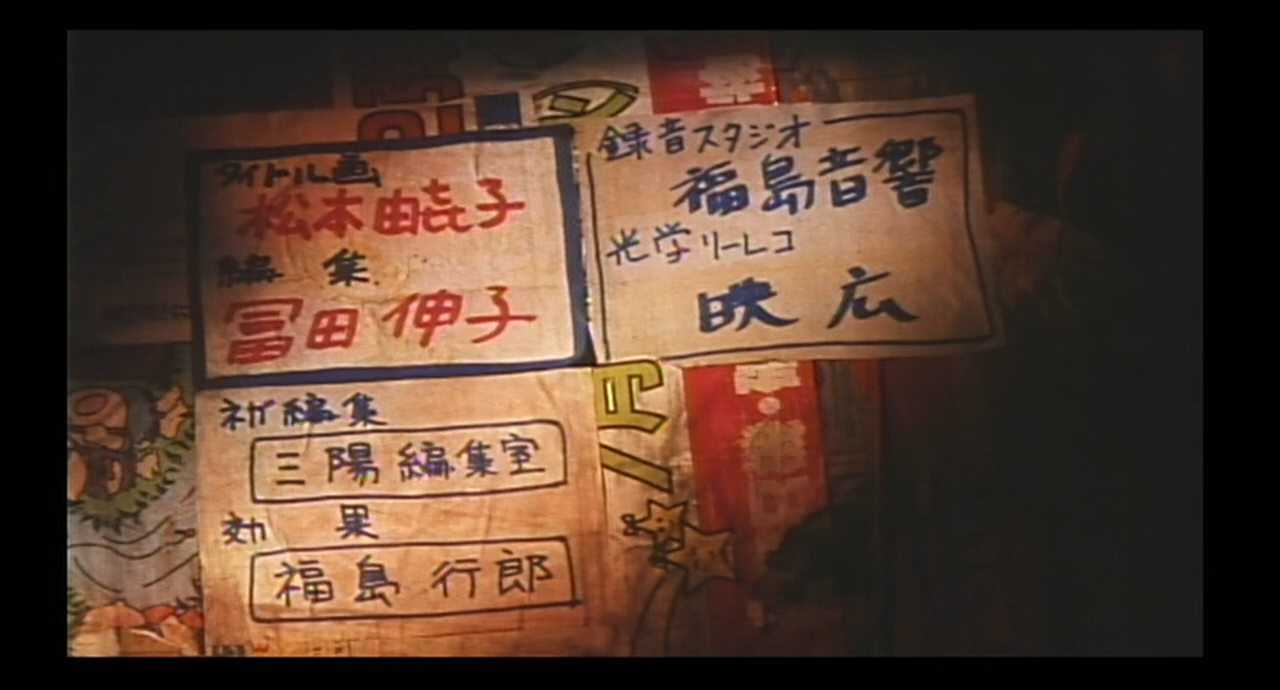 タイトル画
松本由㐂子
編集
冨田伸子
ネガ編集
三陽編集室
効果
福島行郎
録音スタジオ
福島音響
光学リーレコ
映広
月